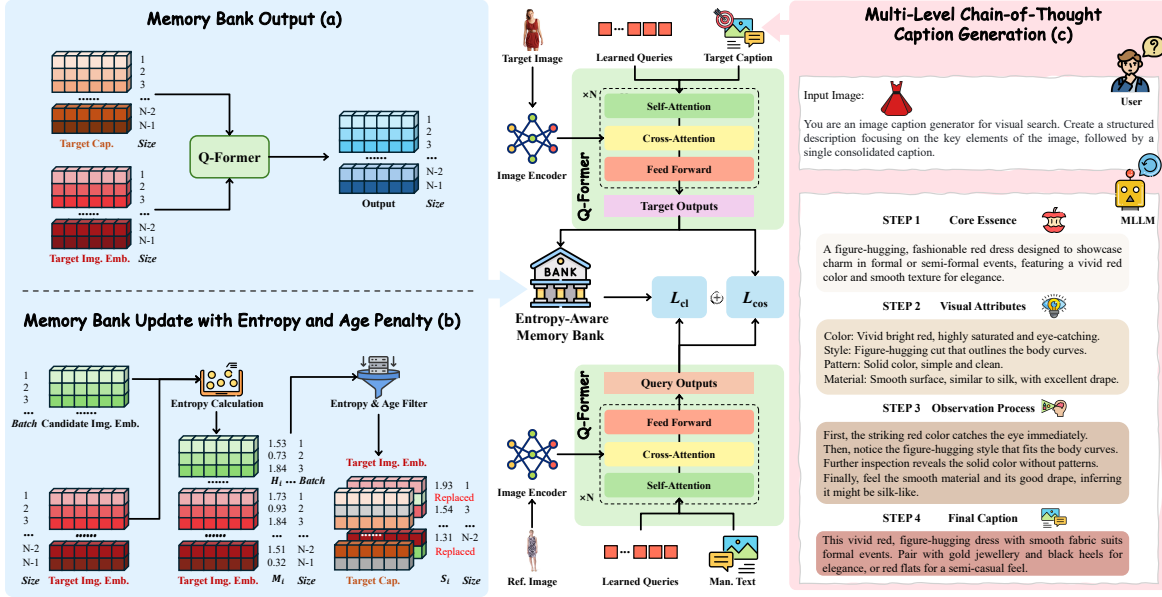 Memory Bank Output (a)
1
2
3
......
...
N-2
N-1
Target Cap.
Size
1
2
3
......
...
N-2
N-1
Target Img. Emb.
Size
Q-Former
1
2
3
......
...
N-2
N-1
Output
Size
Memory Bank Update with Entropy and Age Penalty (b)
1
2
3
...
......
Batch
Candidate Img. Emb.
Entropy Calculation
Entropy & Age Filter
1.53 1
0.73 2
1.84 3
......
H_i ... Batch
1
2
3
...
......
N-2
N-1
Size
Target Img. Emb.
1.73 1
0.93 2
1.84 3
......
...
1.51 N-2
0.32 N-1
Target Img. Emb.
M_i
Size
Target Img. Emb.
1.93 1
Replaced
1.54 3
...
...
......
1.31 N-2
Replaced
Target Cap.
S_i
Size
Target Image
Learned Queries
Target Caption
...
×N
Self-Attention
Cross-Attention
Feed Forward
Image Encoder
Q-Former
Target Outputs
BANK
Entropy-Aware
Memory Bank
L_cl
⊕
L_cos
Query Outputs
Q-Former
Feed Forward
Cross-Attention
Self-Attention
×N
Image Encoder
...
Ref. Image
Learned Queries
Man. Text
Multi-Level Chain-of-Thought
Caption Generation (c)
?
User
Input Image:
You are an image caption generator for visual search. Create a structured
description focusing on the key elements of the image, followed by a
single consolidated caption.
MLLM
STEP 1 Core Essence
A figure-hugging, fashionable red dress designed to showcase
charm in formal or semi-formal events, featuring a vivid red
color and smooth texture for elegance.
STEP 2 Visual Attributes
Color: Vivid bright red, highly saturated and eye-catching.
Style: Figure-hugging cut that outlines the body curves.
Pattern: Solid color, simple and clean.
Material: Smooth surface, similar to silk, with excellent drape.
STEP 3 Observation Process
First, the striking red color catches the eye immediately.
Then, notice the figure-hugging style that fits the body curves.
Further inspection reveals the solid color without patterns.
Finally, feel the smooth material and its good drape, inferring
it might be silk-like.
STEP 4 Final Caption
This vivid red, figure-hugging dress with smooth fabric suits
formal events. Pair with gold jewellery and black heels for
elegance, or red flats for a semi-casual feel.